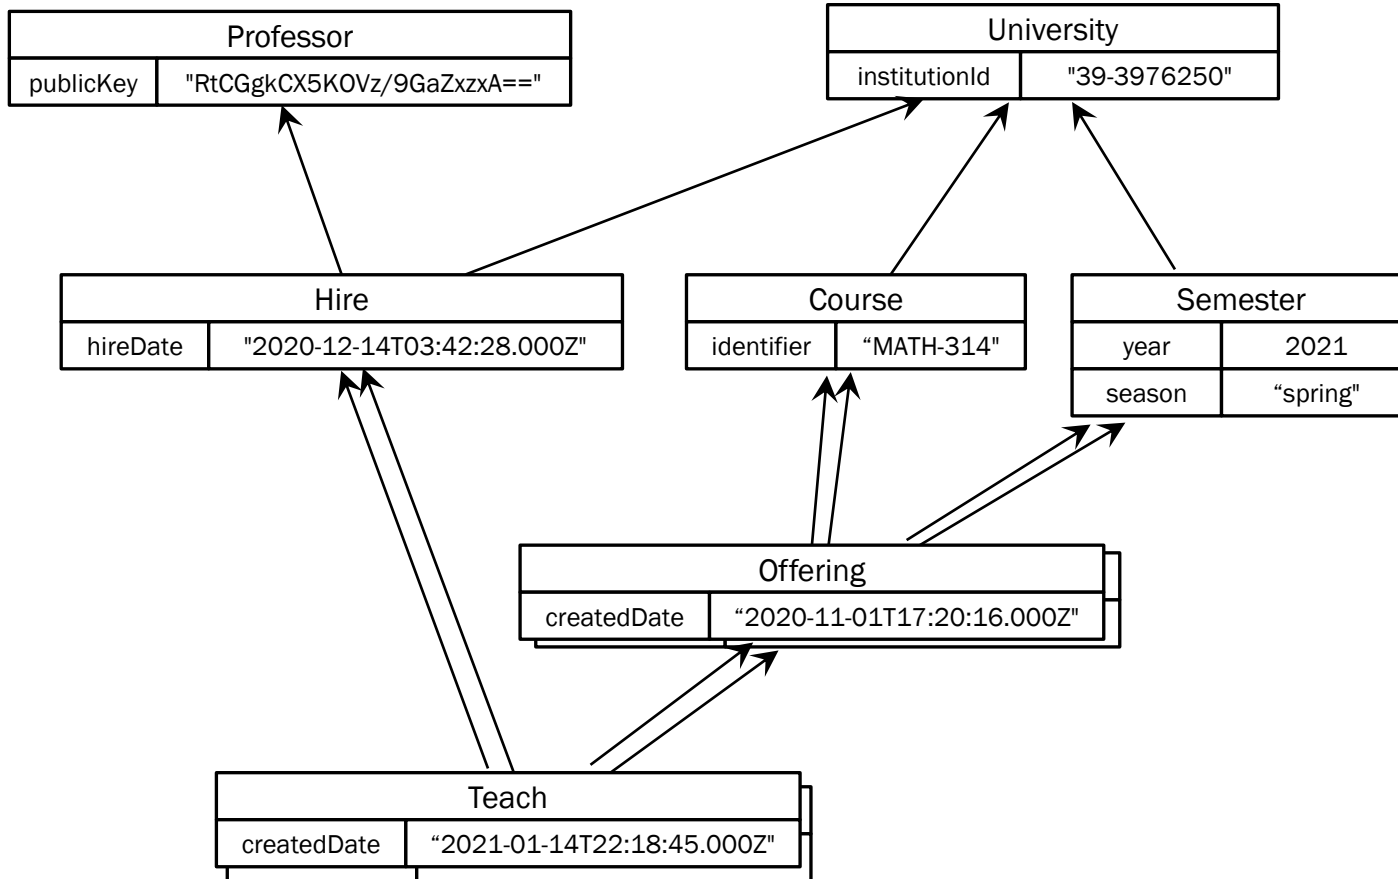 Professor
publicKey "RtCGgkCX5KOVz/9GaZxzxA=="
University
institutionId "39-3976250"
Hire
hireDate "2020-12-14T03:42:28.000Z"
Course
identifier “MATH-314"
Semester
year 2021
season “spring"
Offering
createdDate “2020-11-01T17:20:16.000Z"
Teach
createdDate “2021-01-14T22:18:45.000Z"